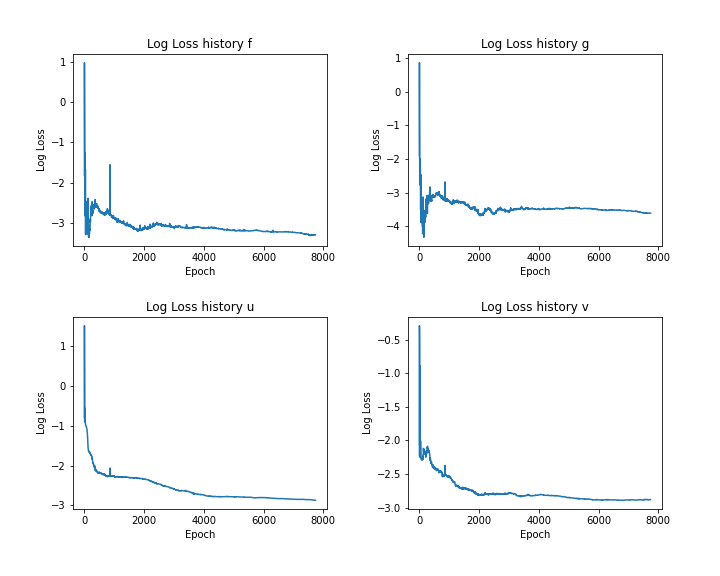 Log Loss history f
1
0
−1
−2
−3
Log Loss
0 2000 4000 6000 8000
Epoch
Log Loss history g
1
0
−1
−2
−3
−4
Log Loss
0 2000 4000 6000 8000
Epoch
Log Loss history u
1
0
−1
−2
−3
Log Loss
0 2000 4000 6000 8000
Epoch
Log Loss history v
−0.5
−1.0
−1.5
−2.0
−2.5
−3.0
Log Loss
0 2000 4000 6000 8000
Epoch